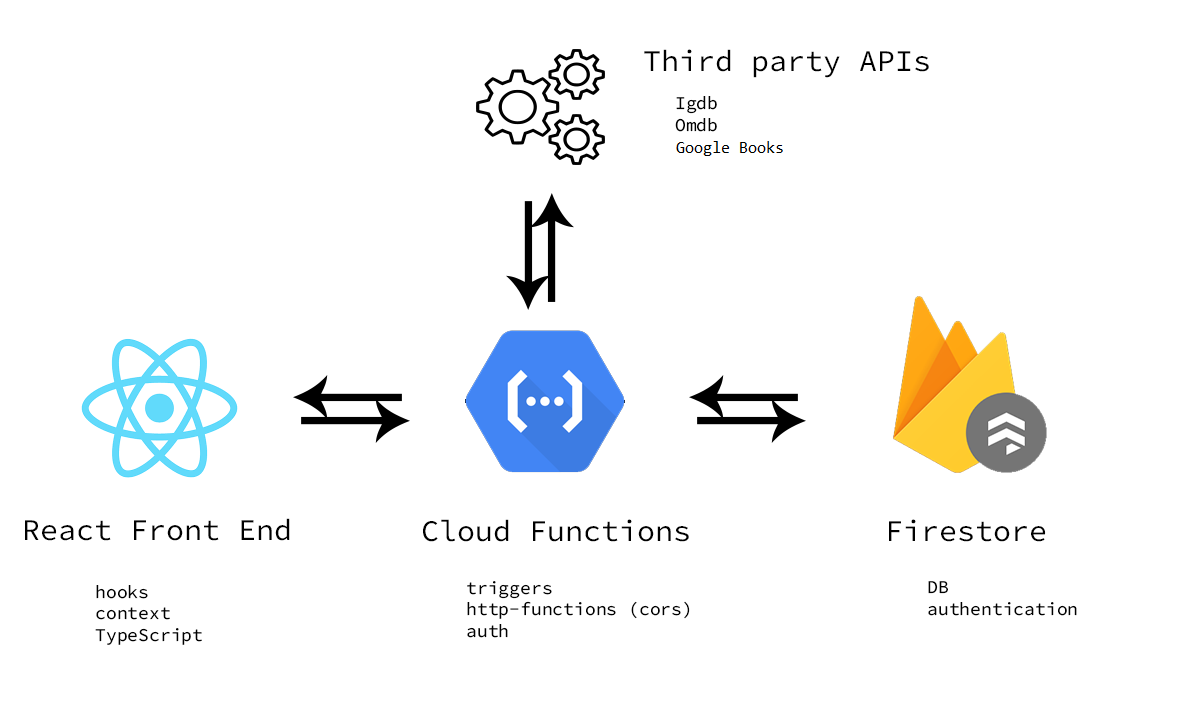 Third party APIs
Igdb
Omdb
Google Books
React Front End
hooks
context
TypeScript
Cloud Functions
triggers
http-functions (cors)
auth
Firestore
DB
authentication